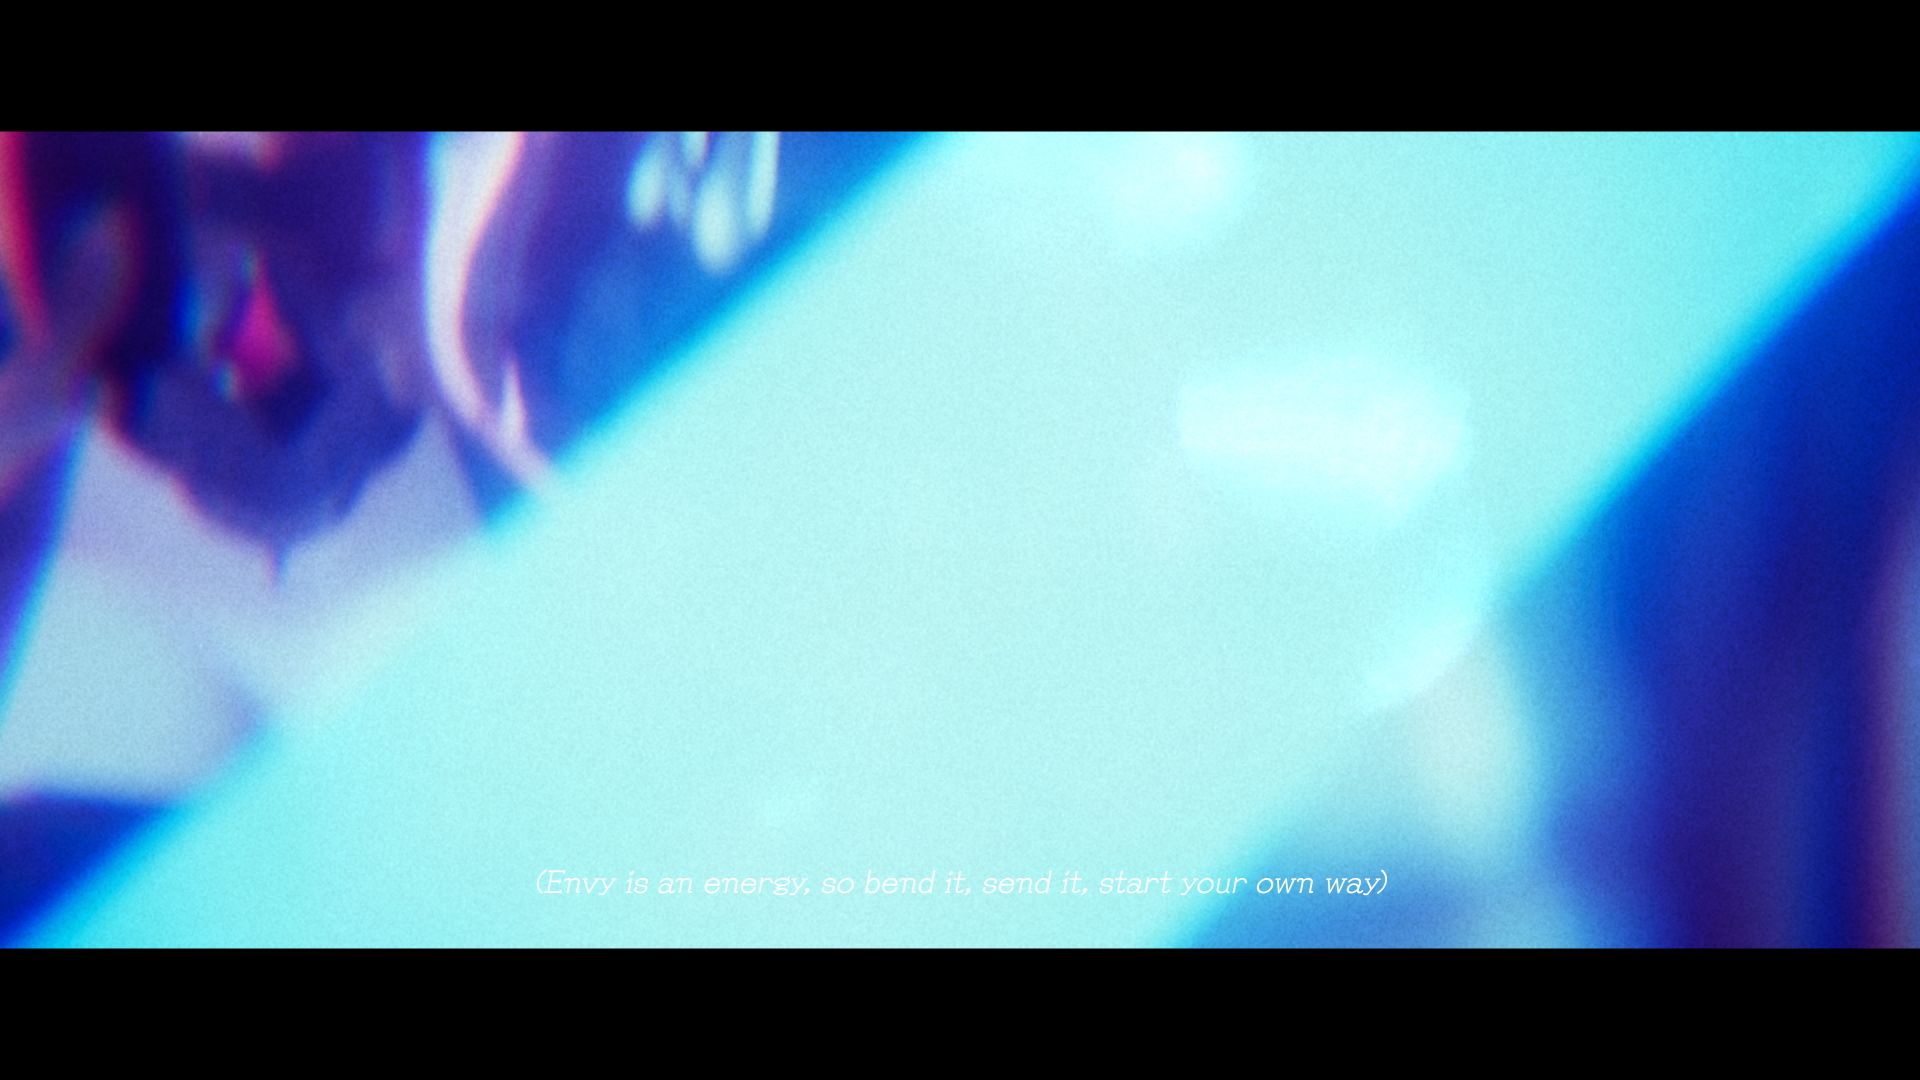 (Envy is an energy, so bend it, send it, start your own way)